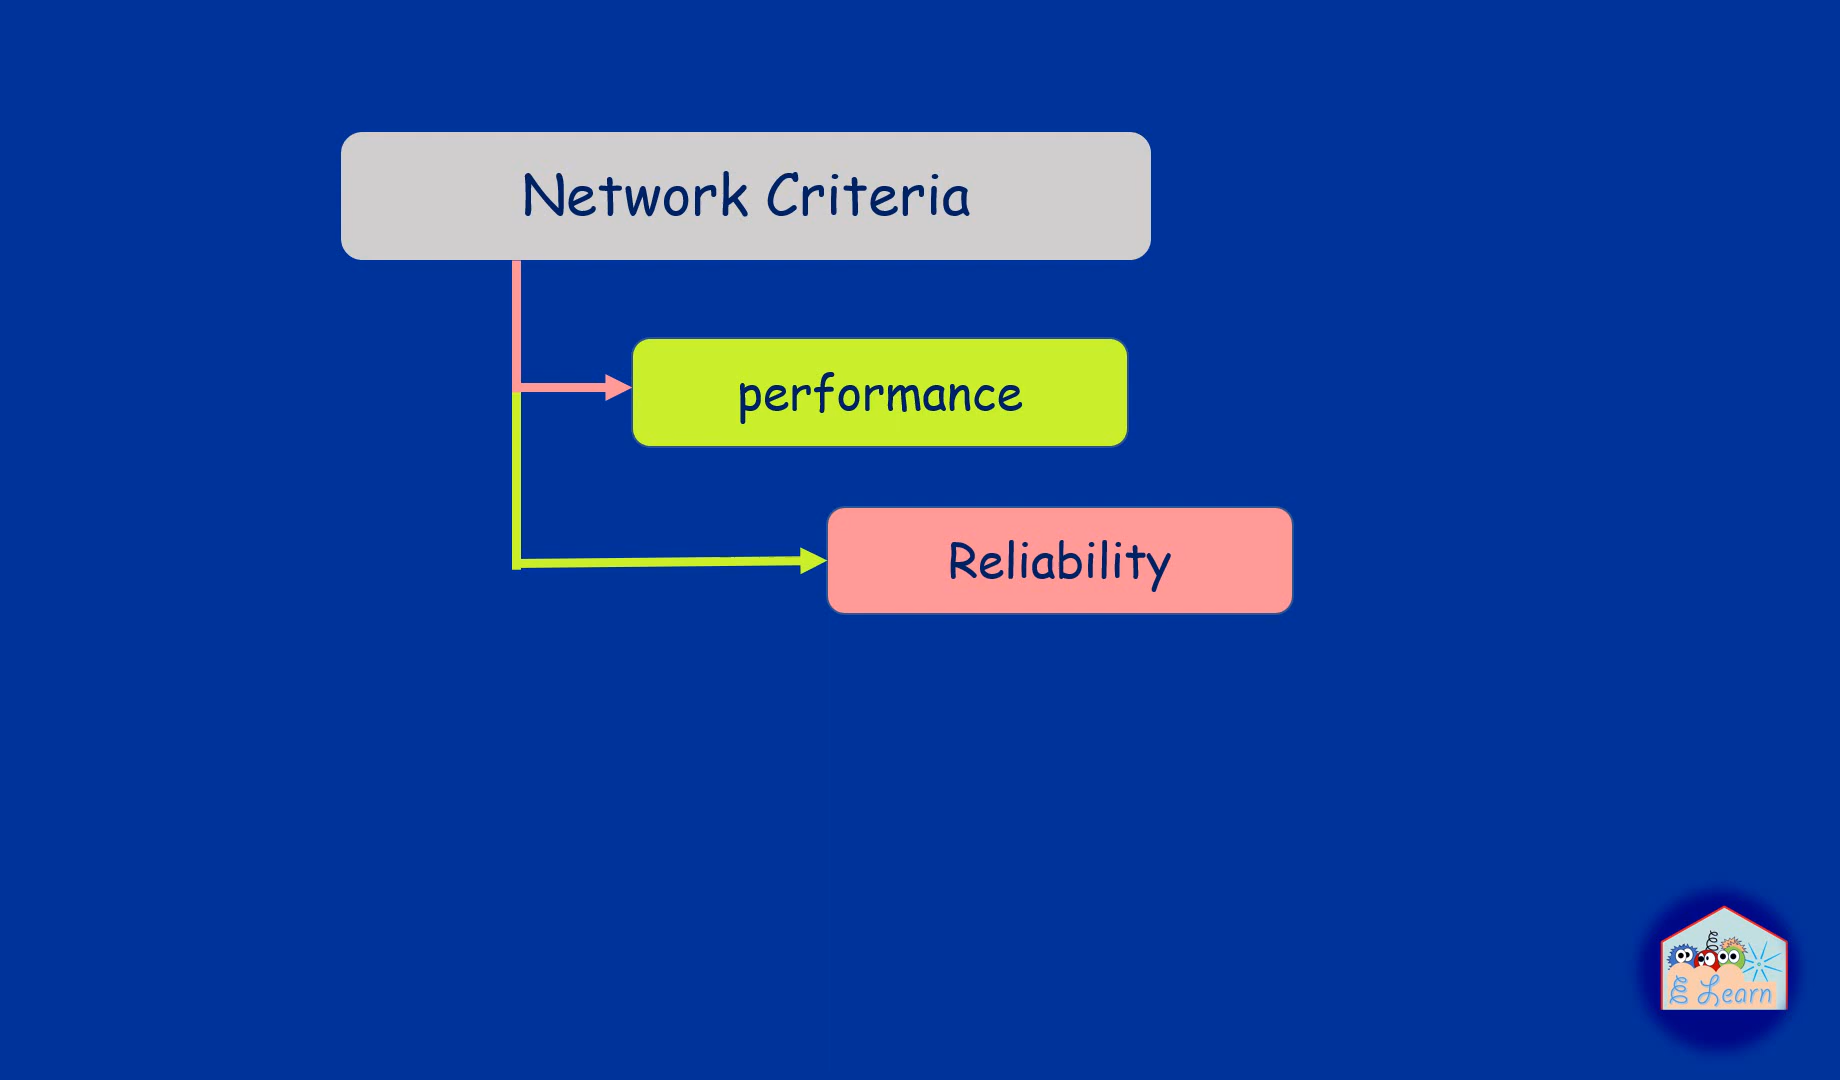 Network Criteria
performance
Reliability
Learn